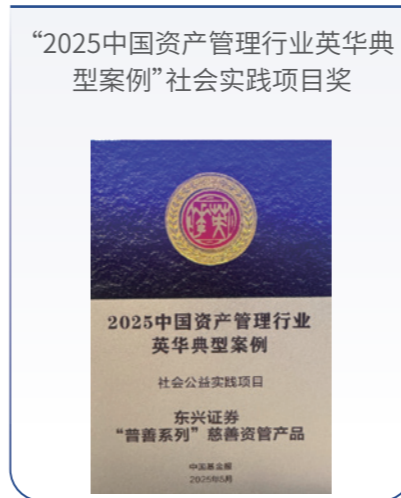 “2025中国资产管理行业英华典
型案例”社会实践项目奖
2025中国资产管理行业
英华典型案例
社会公益实践项目
东兴证券
“普善系列”慈善资管产品
中国基金报
2025年5月